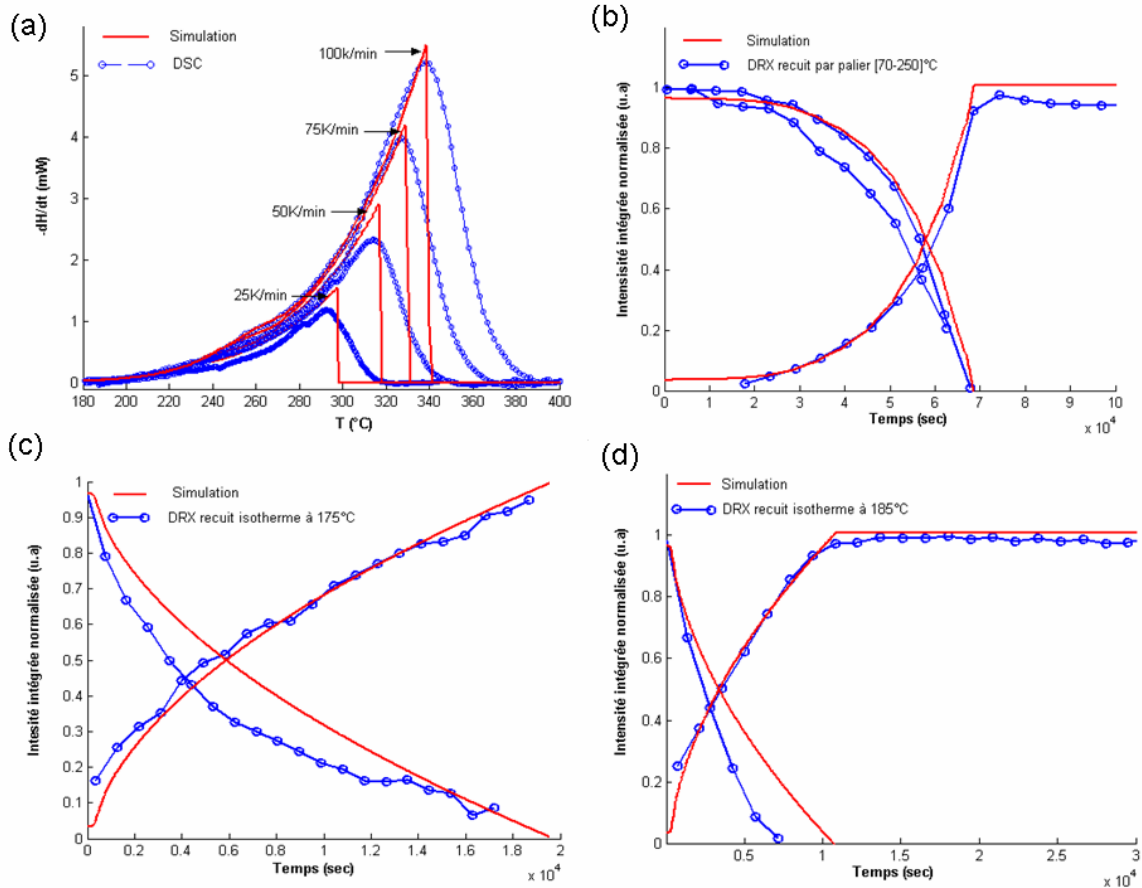 (a)
Simulation
DSC
100k/min
75K/min
50K/min
25K/min
-dH/dt (mW)
5
4
3
2
1
0
180 200 220 240 260 280 300 320 340 360 380 400
T (°C)
(b)
Simulation
DRX recuit par palier [70-250]°C
Intensisité intégrée normalisée (u.a)
1
0.8
0.6
0.4
0.2
0
0 1 2 3 4 5 6 7 8 9 10
Temps (sec)
x 10^4
(c)
Simulation
DRX recuit isotherme à 175°C
Intesité intégrée normalisée (u.a)
1
0.9
0.8
0.7
0.6
0.5
0.4
0.3
0.2
0.1
0
0 0.2 0.4 0.6 0.8 1 1.2 1.4 1.6 1.8 2
Temps (sec)
x 10^4
(d)
Simulation
DRX recuit isotherme à 185°C
Intensité intégrée normalisée (u.a)
1
0.8
0.6
0.4
0.2
0
0.5 1 1.5 2 2.5 3
Temps (sec)
x 10^4